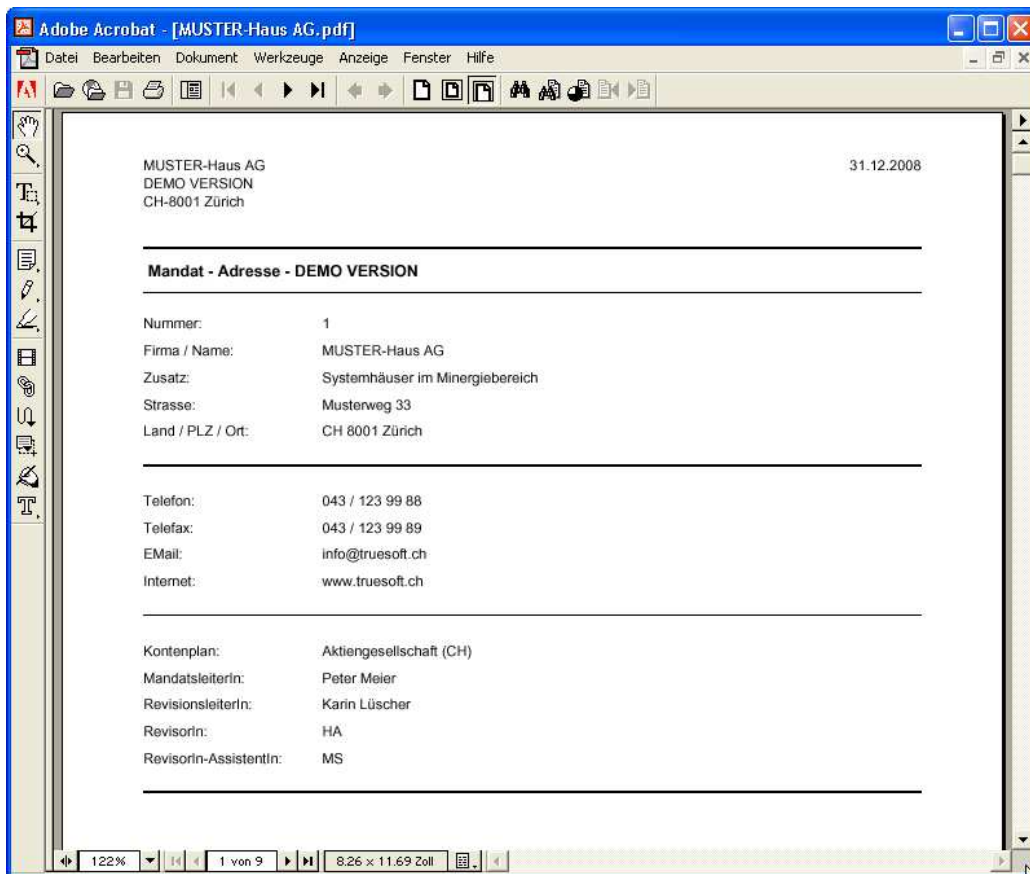 Adobe Acrobat - [MUSTER-Haus AG.pdf]
Datei Bearbeiten Dokument Werkzeuge Anzeige Fenster Hilfe
MUSTER-Haus AG 31.12.2008
DEMO VERSION
CH-8001 Zürich
Mandat - Adresse - DEMO VERSION
Nummer: 1
Firma / Name: MUSTER-Haus AG
Zusatz: Systemhäuser im Minergiebereich
Strasse: Musterweg 33
Land / PLZ / Ort: CH 8001 Zürich
Telefon: 043 / 123 99 88
Telefax: 043 / 123 99 89
EMail: info@truesoft.ch
Internet: www.truesoft.ch
Kontenplan: Aktiengesellschaft (CH)
MandatsleiterIn: Peter Meier
RevisionsleiterIn: Karin Lüscher
RevisorIn: HA
RevisorIn-AssistentIn: MS
122% 1 von 9 8.26 x 11.69 Zoll